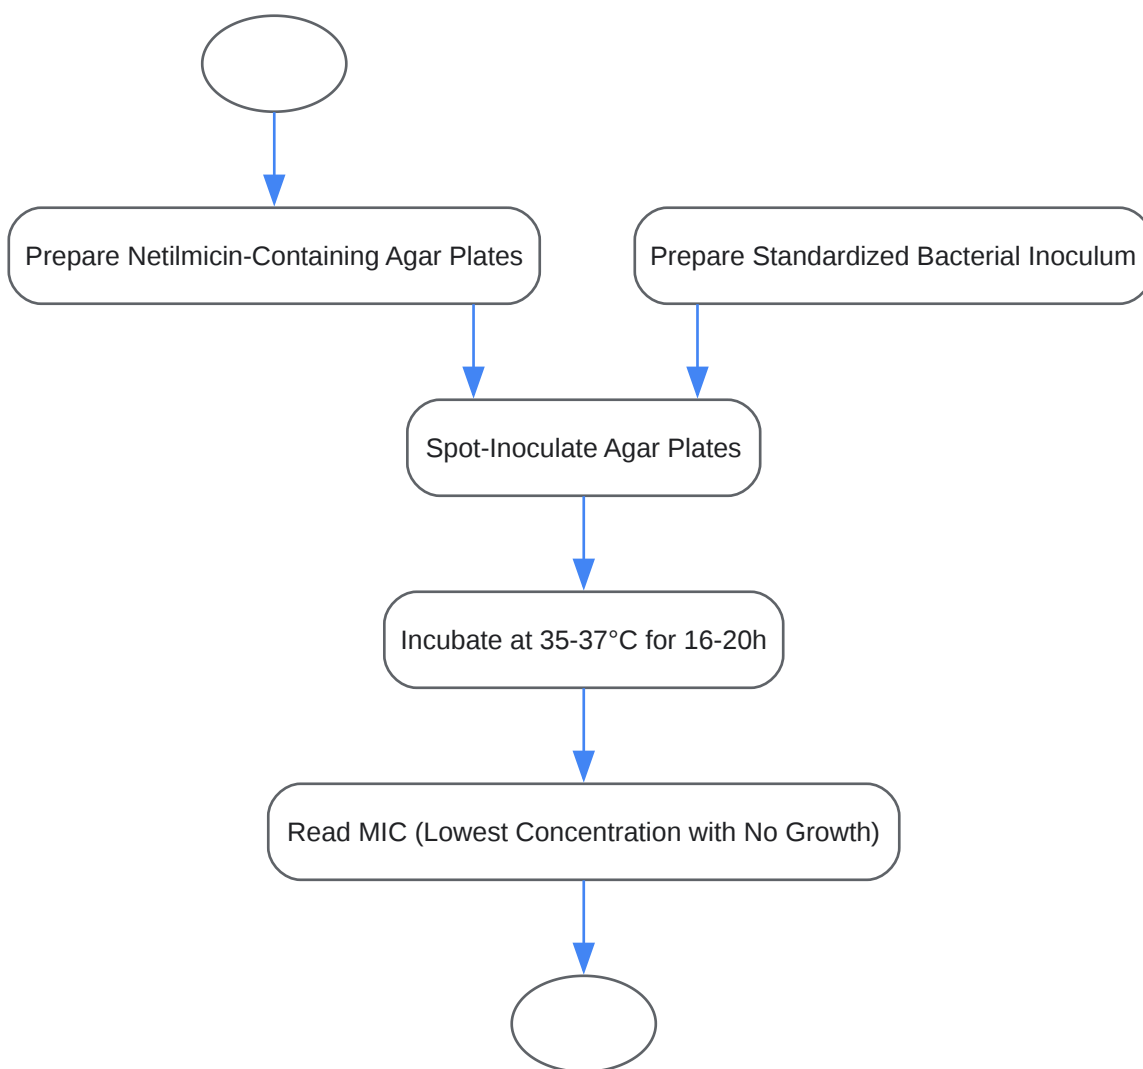 Prepare Netilmicin-Containing Agar Plates
Prepare Standardized Bacterial Inoculum
Spot-Inoculate Agar Plates
Incubate at 35-37°C for 16-20h
Read MIC (Lowest Concentration with No Growth)